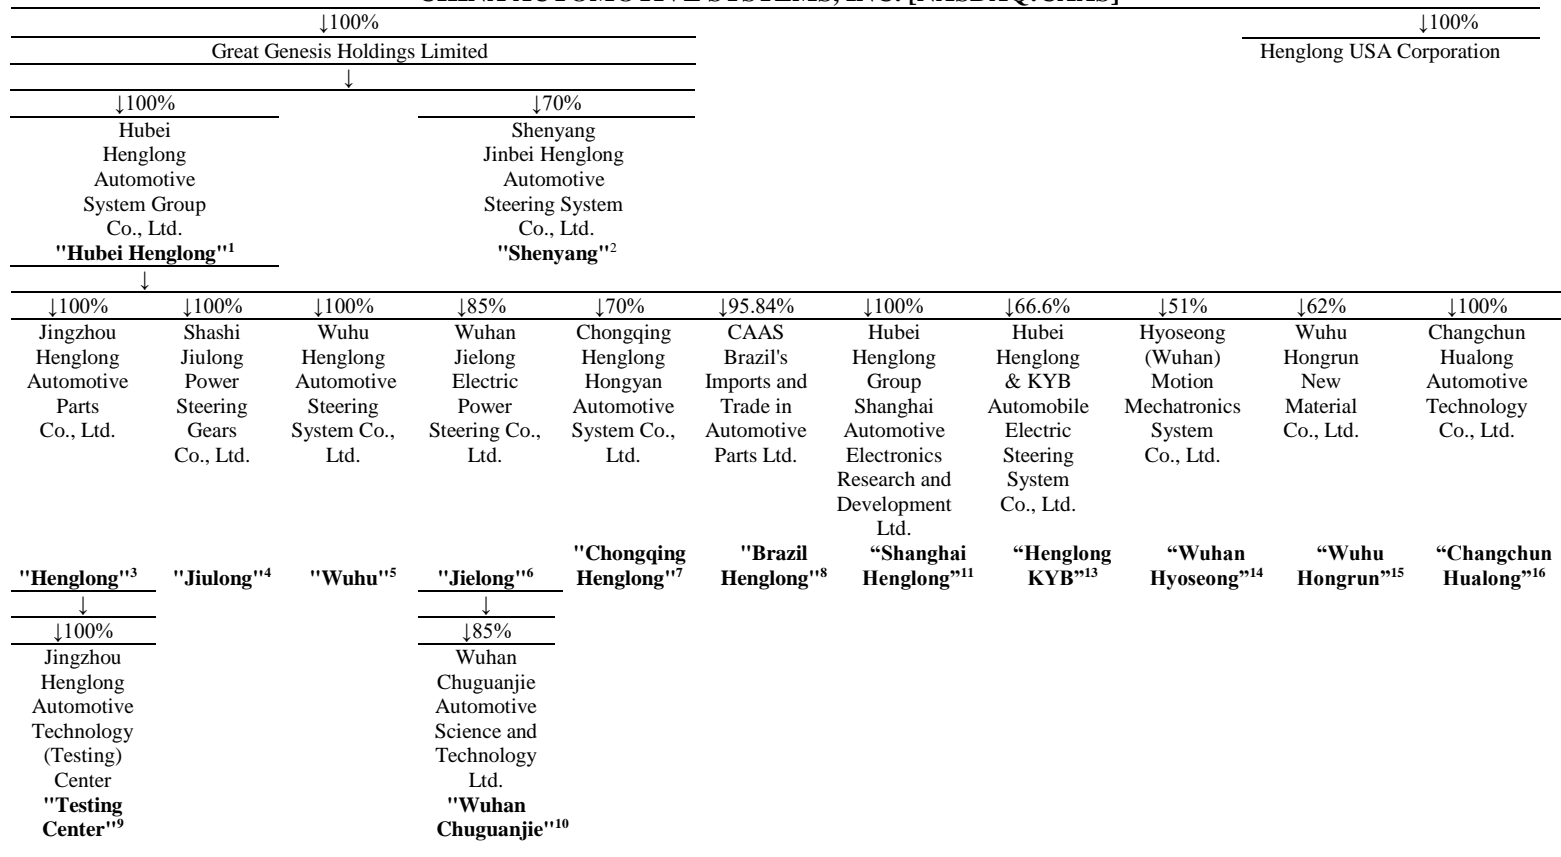 CHINA AUTOMOTIVE SYSTEMS, INC. [NASDAQ:CAAS]
↓100% ↓100%
Great Genesis Holdings Limited Henglong USA Corporation
↓
↓100% ↓70%
Hubei Shenyang
Henglong Jinbei Henglong
Automotive Automotive
System Group Steering System
Co., Ltd. Co., Ltd.
"Hubei Henglong"1 "Shenyang"2
↓
↓100% ↓100% ↓100% ↓85% ↓70% ↓95.84% ↓100% ↓66.6% ↓51% ↓62% ↓100%
Jingzhou Shashi Wuhu Wuhan Chongqing CAAS Hubei Hubei Hyoseong Wuhu Changchun
Henglong Jiulong Henglong Jielong Henglong Brazil's Henglong Henglong (Wuhan) Hongrun Hualong
Automotive Power Automotive Electric Hongyan Imports and Group & KYB Motion New Automotive
Parts Steering Steering Power Automotive Trade in Shanghai Automobile Mechatronics Material Technology
Co., Ltd. Gears System Co., Steering Co., System Co., Automotive Automotive Electric System Co., Ltd. Co., Ltd.
Co., Ltd. Ltd. Ltd. Ltd. Parts Ltd. Electronics Steering Co., Ltd.
Research and System
Development Co., Ltd.
Ltd.
"Chongqing "Brazil “Shanghai “Henglong “Wuhan “Wuhu “Changchun
"Henglong"3 "Jiulong"4 "Wuhu"5 "Jielong"6 Henglong"7 Henglong"8 Henglong”11 KYB”13 Hyoseong”14 Hongrun”15 Hualong”16
↓ ↓
↓100% ↓85%
Jingzhou Wuhan
Henglong Chuguanjie
Automotive Automotive
Technology Science and
(Testing) Technology
Center Ltd.
"Testing "Wuhan
Center"9 Chuguanjie"10